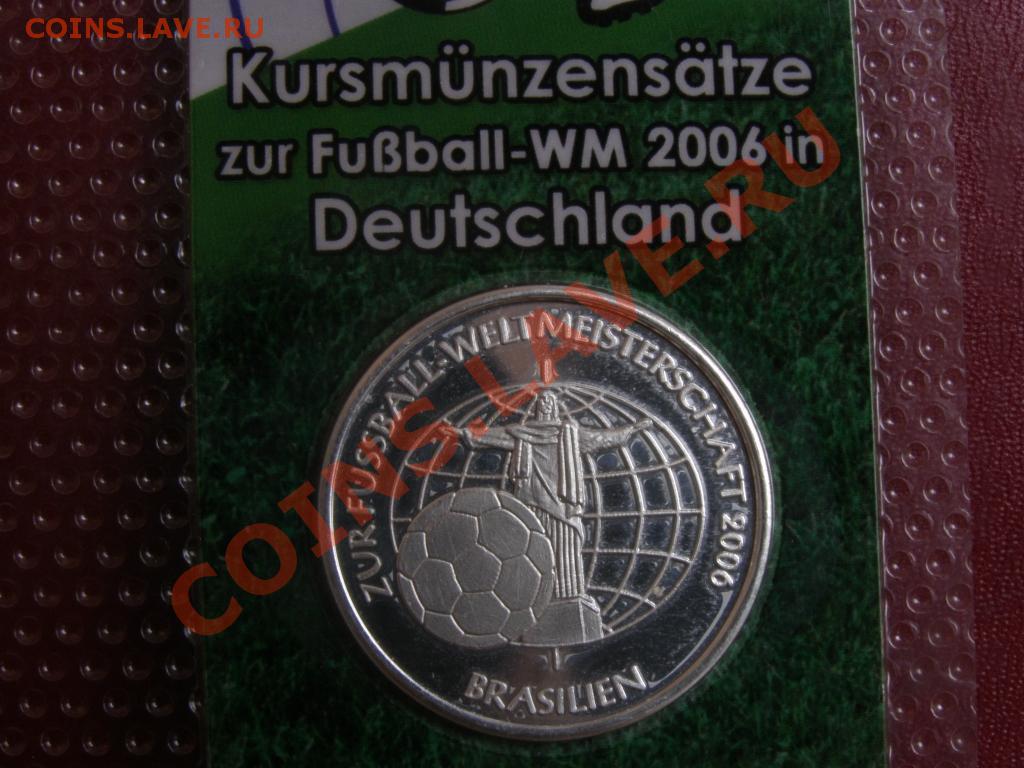 COINS.LAVE.RU
Kursmünzensätze
zur Fußball-WM 2006 in
Deutschland
ZUR FUSSBALL-WELTMEISTERSCHAFT 2006
BRASILIEN
COINS.LAVE.RU